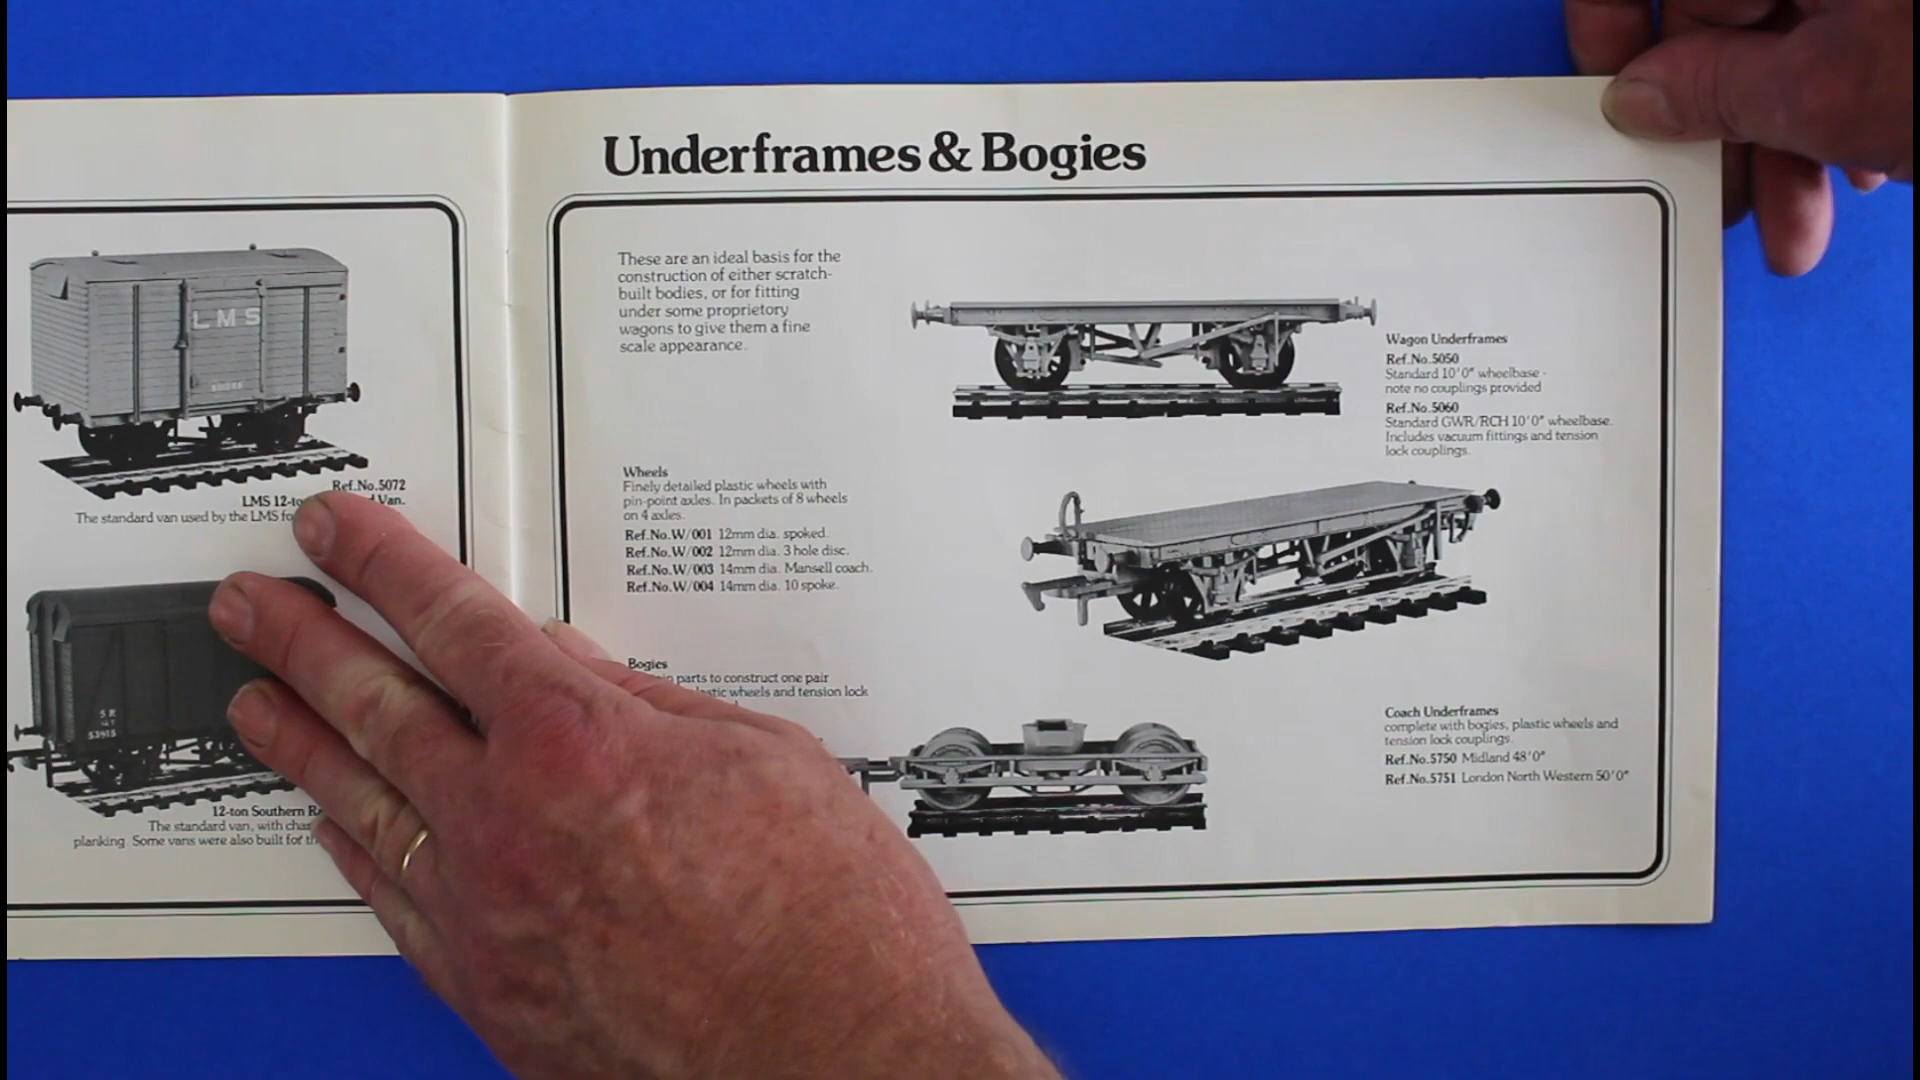 LMS
Ref.No.5072
LMS 12-to Van.
The standard van used by the LMS
SR
12-ton Southern
The standard van, with
planking. Some vans were also built for
Underframes & Bogies
These are an ideal basis for the
construction of either scratch-
built bodies, or for fitting
under some proprietary
wagons to give them a fine
scale appearance.
Wheels
Finely detailed plastic wheels with
pin-point axles. In packets of 8 wheels
on 4 axles.
Ref.No.W/001 12mm dia. spoked.
Ref.No.W/002 12mm dia. 3 hole disc.
Ref.No.W/003 14mm dia. Mansell coach.
Ref.No.W/004 14mm dia. 10 spoke.
Bogies
parts to construct one pair
wheels and tension lock
Wagon Underframes
Ref.No.5050
Standard 10'0" wheelbase -
note no couplings provided
Ref.No.5060
Standard GWR/RCH 10'0" wheelbase.
Includes vacuum fittings and tension
lock couplings.
Coach Underframes
complete with bogies, plastic wheels and
tension lock couplings.
Ref.No.5750 Midland 48'0"
Ref.No.5751 London North Western 50'0"